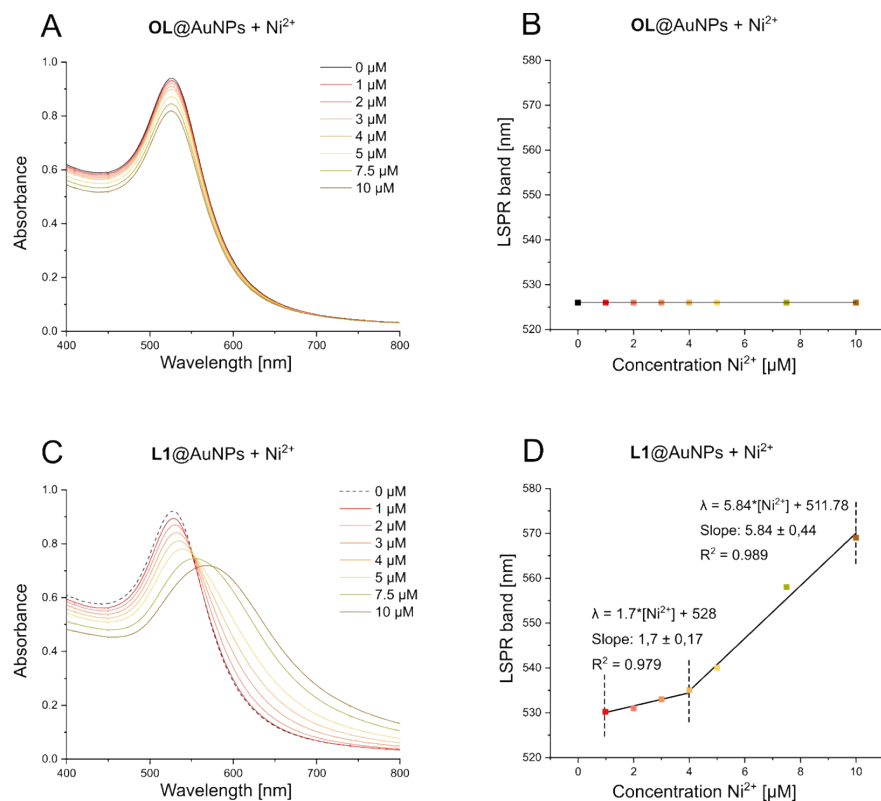 A
OL@AuNPs + Ni²⁺
1.0
0.8
0.6
0.4
0.2
0.0
400
500
600
700
800
Absorbance
Wavelength [nm]
0 µM
1 µM
2 µM
3 µM
4 µM
5 µM
7.5 µM
10 µM
B
OL@AuNPs + Ni²⁺
580
570
560
550
540
530
520
0
2
4
6
8
10
LSPR band [nm]
Concentration Ni²⁺ [µM]
C
L1@AuNPs + Ni²⁺
1.0
0.8
0.6
0.4
0.2
0.0
400
500
600
700
800
Absorbance
Wavelength [nm]
0 µM
1 µM
2 µM
3 µM
4 µM
5 µM
7.5 µM
10 µM
D
L1@AuNPs + Ni²⁺
580
570
560
550
540
530
520
0
2
4
6
8
10
LSPR band [nm]
Concentration Ni²⁺ [µM]
λ = 5.84*[Ni²⁺] + 511.78
Slope: 5.84 ± 0,44
R² = 0.989
λ = 1.7*[Ni²⁺] + 528
Slope: 1,7 ± 0,17
R² = 0.979